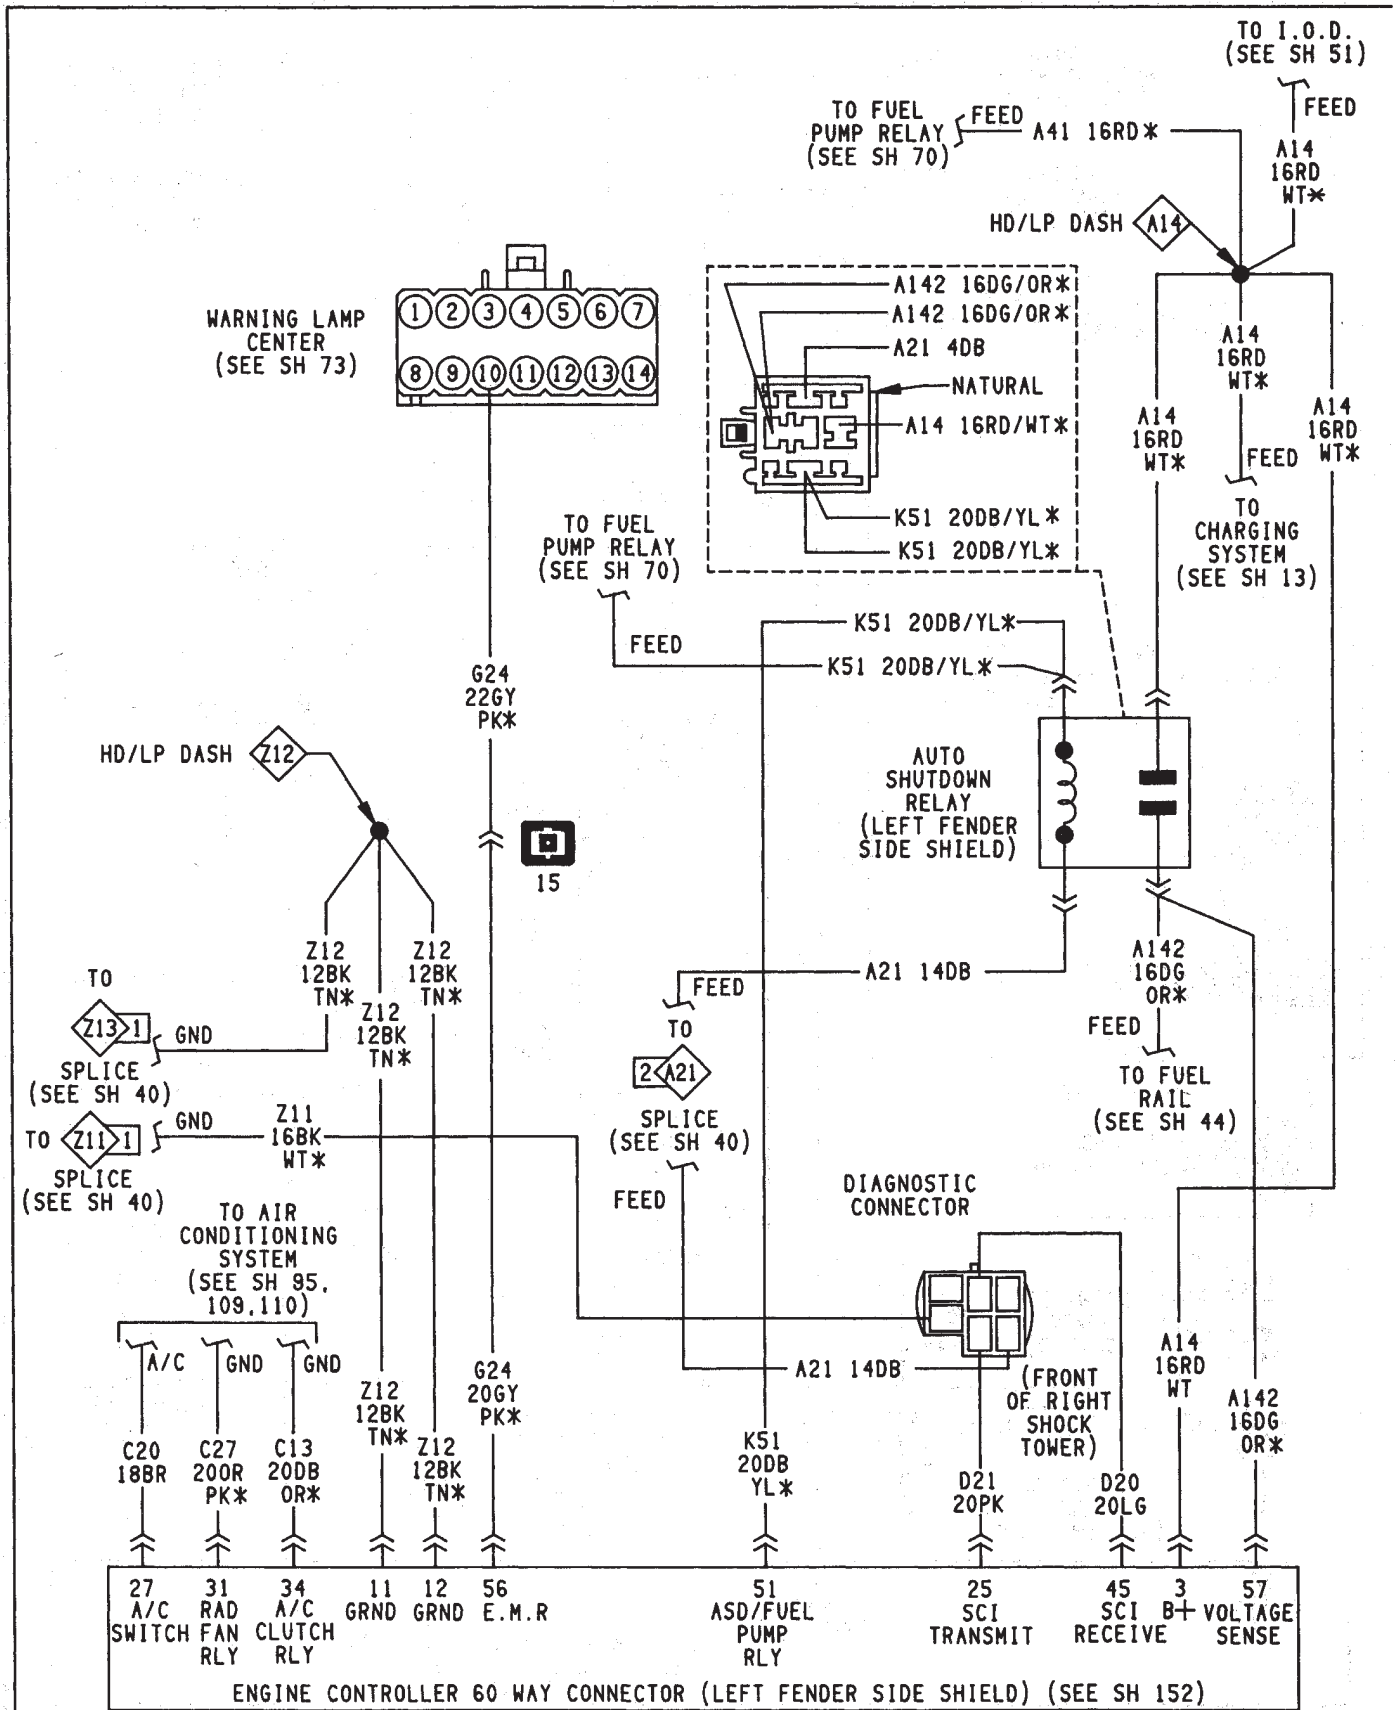 TO I.O.D.
(SEE SH 51)
FEED
A14
16RD
WT*
TO FUEL
PUMP RELAY
(SEE SH 70)
FEED
A41 16RD*
HD/LP DASH
A14
WARNING LAMP
CENTER
(SEE SH 73)
1 2 3 4 5 6 7
8 9 10 11 12 13 14
A142 16DG/OR*
A142 16DG/OR*
A21 4DB
NATURAL
A14 16RD/WT*
K51 20DB/YL*
K51 20DB/YL*
A14
16RD
WT*
A14
16RD
WT*
A14
16RD
WT*
FEED
TO
CHARGING
SYSTEM
(SEE SH 13)
TO FUEL
PUMP RELAY
(SEE SH 70)
FEED
K51 20DB/YL*
K51 20DB/YL*
G24
22GY
PK*
HD/LP DASH
Z12
15
AUTO
SHUTDOWN
RELAY
(LEFT FENDER
SIDE SHIELD)
Z12
12BK
TN*
Z12
12BK
TN*
Z12
12BK
TN*
TO
Z13 1
GND
SPLICE
(SEE SH 40)
TO
Z11 1
GND
SPLICE
(SEE SH 40)
Z11
16BK
WT*
A21 14DB
FEED
TO
2 A21
SPLICE
(SEE SH 40)
FEED
A142
16DG
OR*
FEED
TO FUEL
RAIL
(SEE SH 44)
DIAGNOSTIC
CONNECTOR
TO AIR
CONDITIONING
SYSTEM
(SEE SH 95,
109,110)
A/C
GND
GND
A21 14DB
(FRONT
OF RIGHT
SHOCK
TOWER)
C20
18BR
C27
20OR
PK*
C13
20DB
OR*
Z12
12BK
TN*
Z12
12BK
TN*
G24
20GY
PK*
K51
20DB
YL*
D21
20PK
D20
20LG
A14
16RD
WT
A142
16DG
OR*
27
A/C
SWITCH
31
RAD
FAN
RLY
34
A/C
CLUTCH
RLY
11
GRND
12
GRND
56
E.M.R
51
ASD/FUEL
PUMP
RLY
25
SCI
TRANSMIT
45
SCI
RECEIVE
3
B+
57
VOLTAGE
SENSE
ENGINE CONTROLLER 60 WAY CONNECTOR (LEFT FENDER SIDE SHIELD) (SEE SH 152)